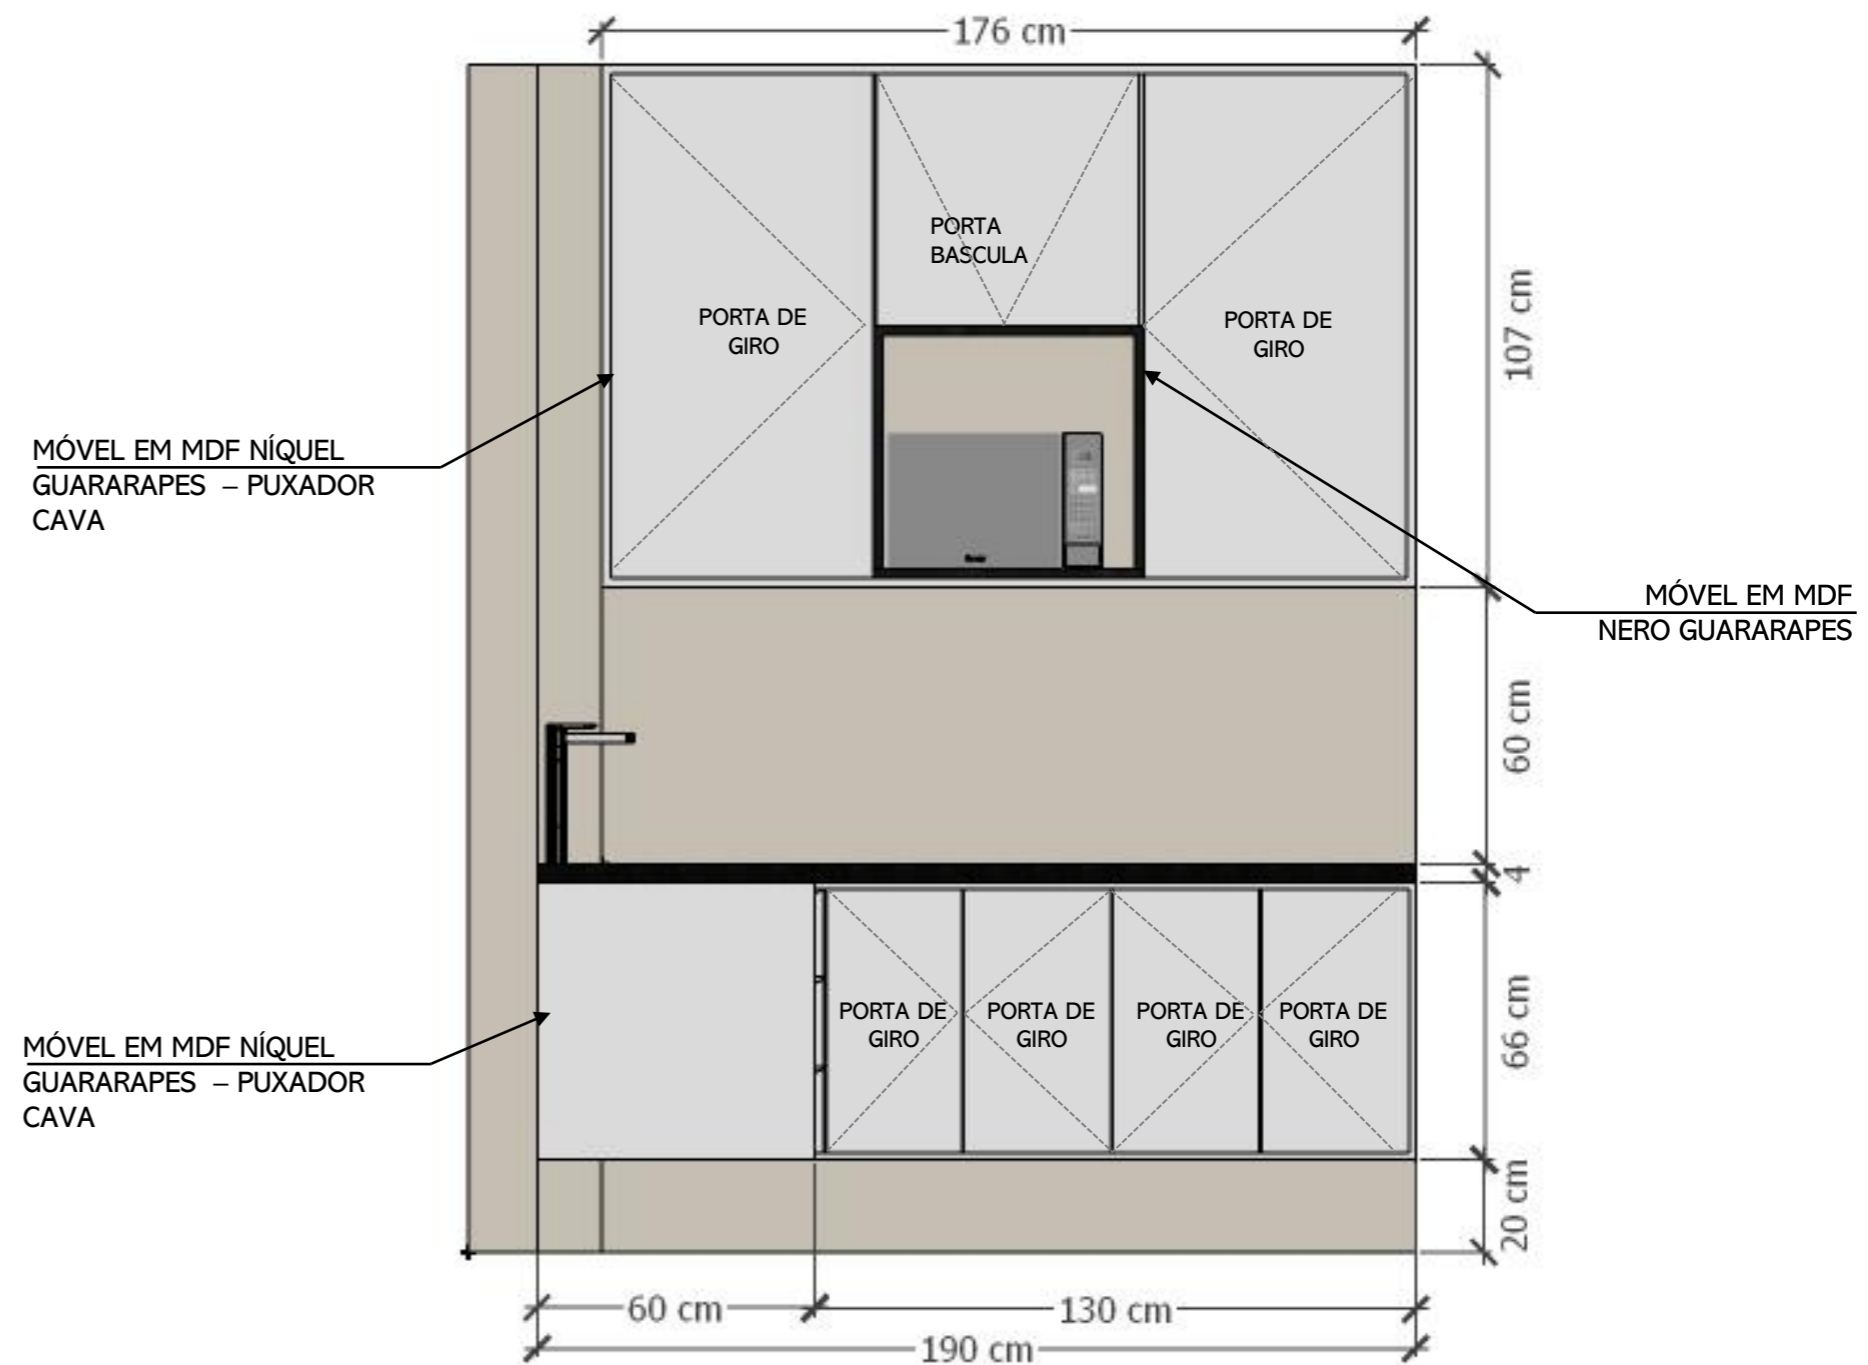 176 cm
PORTA
BASCULA
PORTA DE
GIRO
PORTA DE
GIRO
107 cm
MÓVEL EM MDF NÍQUEL
GUARARAPES – PUXADOR
CAVA
MÓVEL EM MDF
NERO GUARARAPES
60 cm
4
PORTA DE
GIRO
PORTA DE
GIRO
PORTA DE
GIRO
PORTA DE
GIRO
66 cm
MÓVEL EM MDF NÍQUEL
GUARARAPES – PUXADOR
CAVA
20 cm
60 cm
130 cm
190 cm